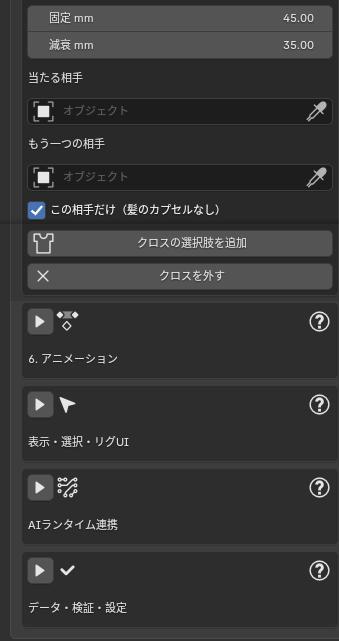 固定 mm 45.00
減衰 mm 35.00
当たる相手
オブジェクト
もう一つの相手
オブジェクト
この相手だけ（髪のカプセルなし）
クロスの選択肢を追加
クロスを外す
6. アニメーション
表示・選択・リグUI
AIランタイム連携
データ・検証・設定